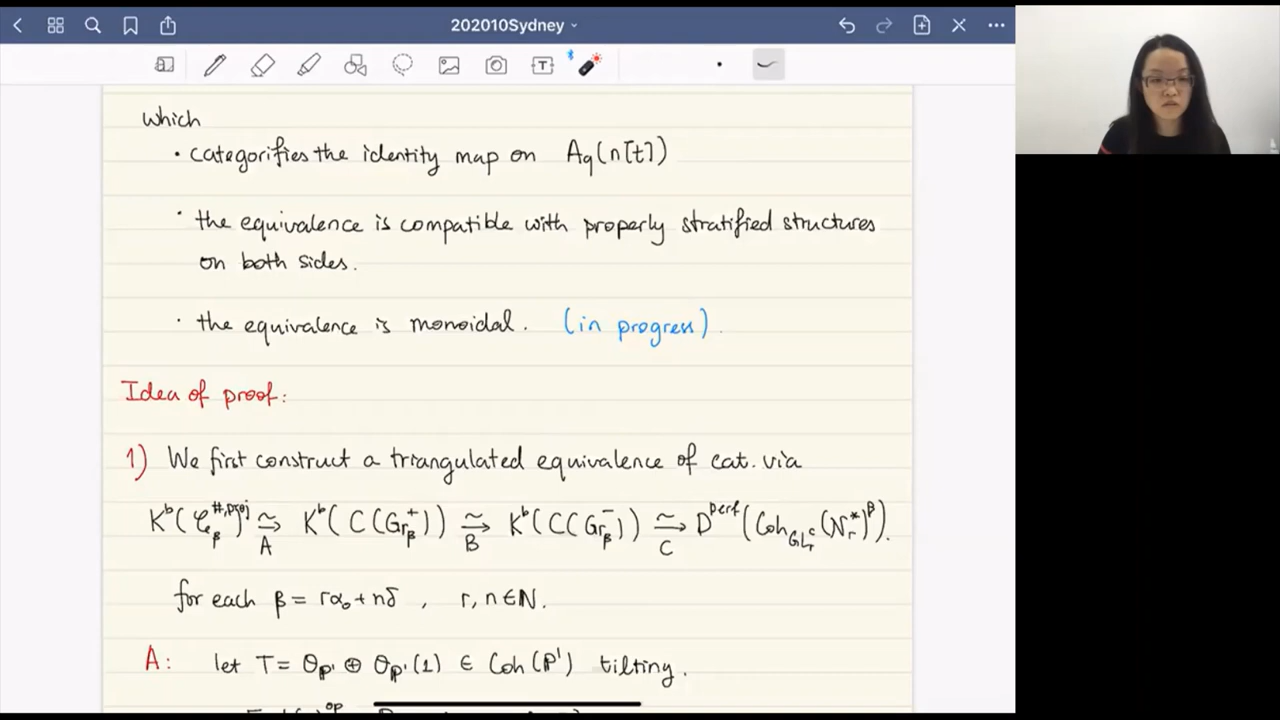 202010Sydney
which
· categorifies the identity map on A_q(n[t])
· the equivalence is compatible with properly stratified structures
on both sides.
· the equivalence is monoidal. (in progress).
Idea of proof:
1) We first construct a triangulated equivalence of cat. via
K^b(𝒞_β^{#,proj}) ≃→_A K^b(C(Gr_β^+)) ≃→_B K^b(C(Gr_β^-)) ≃→_C D^{perf}(Coh_{GL_r^c}(N_r^*)^β).
for each β = rα_0 + nδ , r, n ∈ N.
A: let T = O_{P^1} ⊕ O_{P^1}(1) ∈ Coh(P^1) tilting.